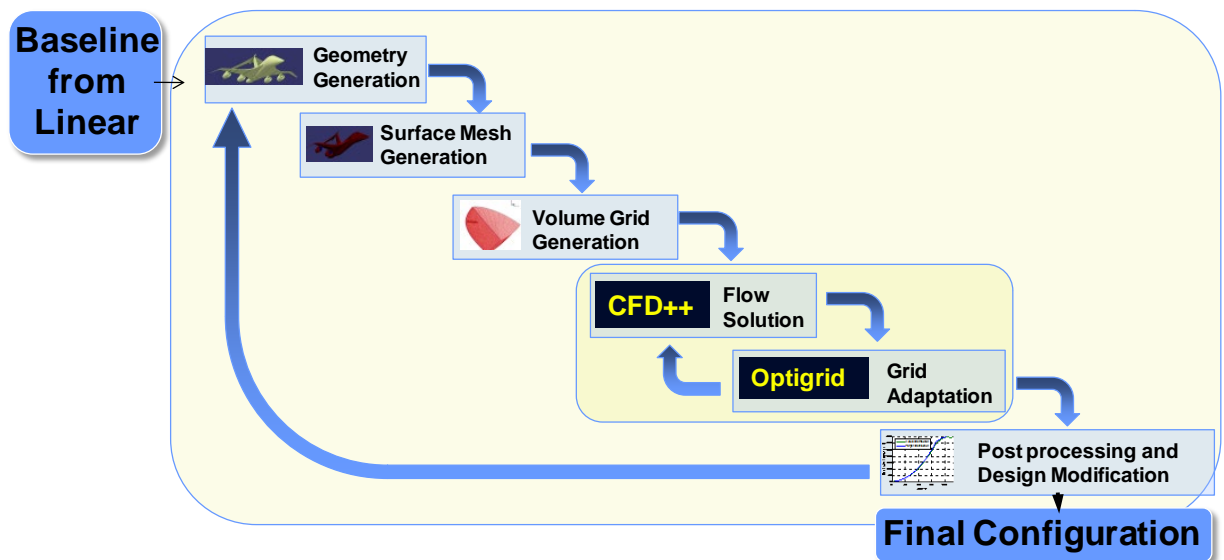 Baseline
from
Linear
Geometry
Generation
Surface Mesh
Generation
Volume Grid
Generation
CFD++
Flow
Solution
Optigrid
Grid
Adaptation
Post processing and
Design Modification
Final Configuration